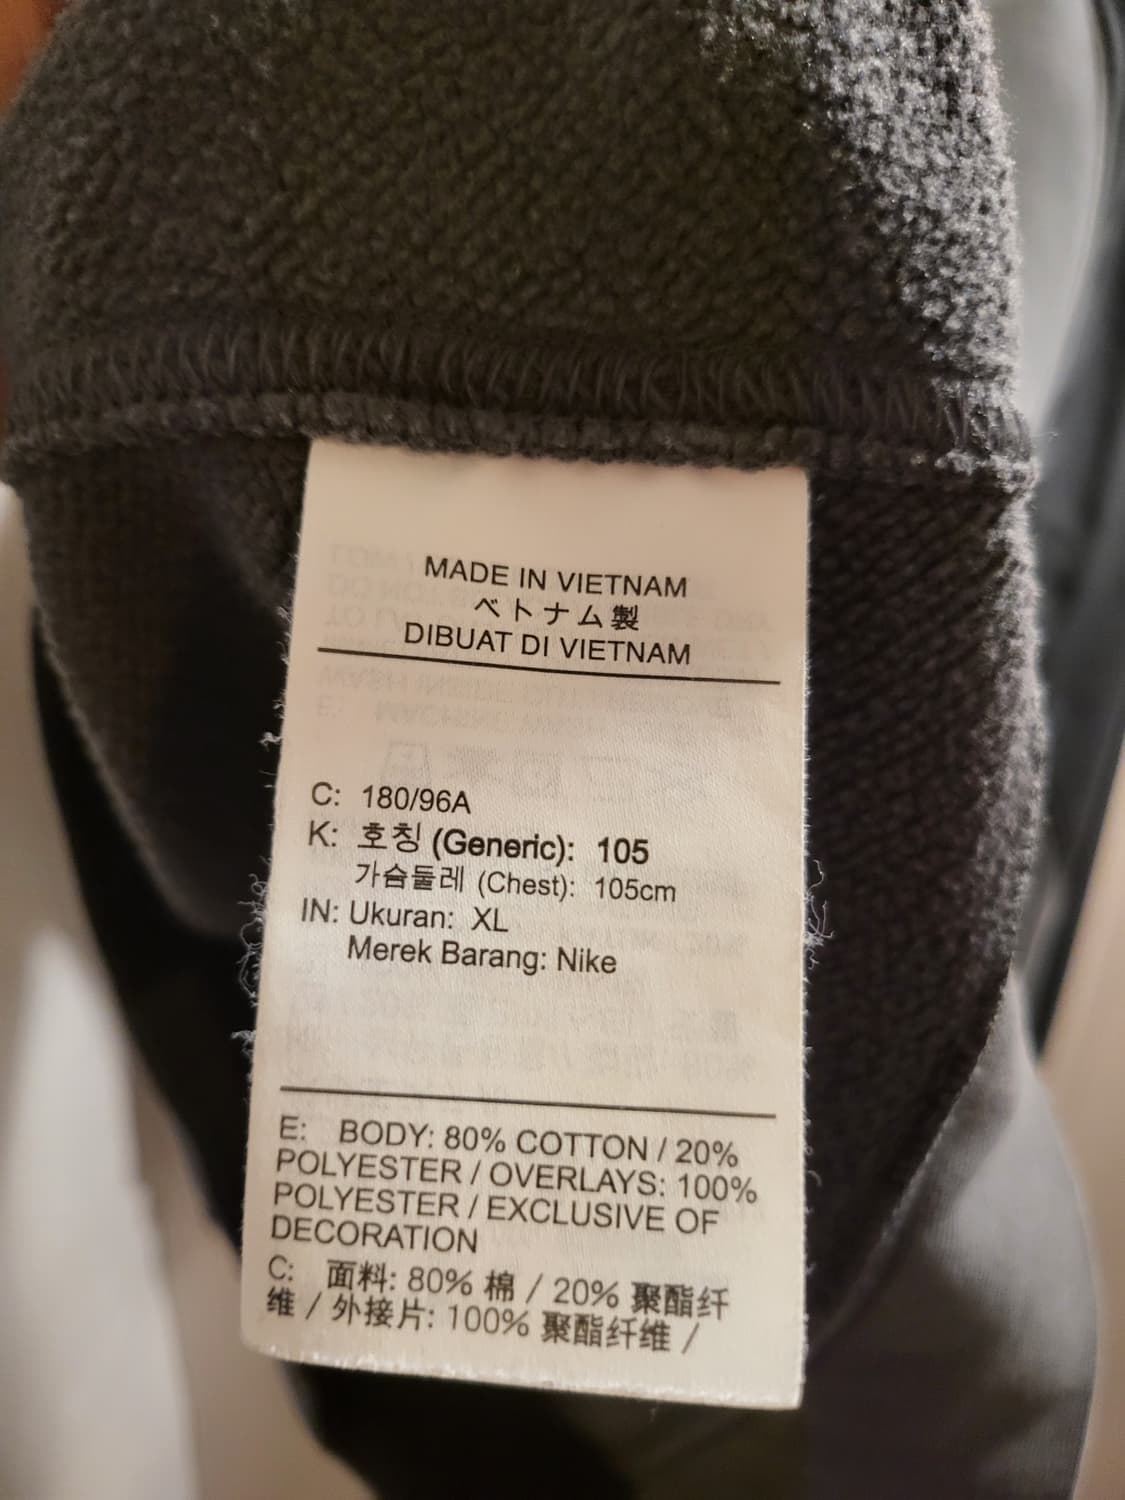 MADE IN VIETNAM
ベトナム製
DIBUAT DI VIETNAM
C: 180/96A
K: 호칭 (Generic): 105
가슴둘레 (Chest): 105cm
IN: Ukuran: XL
Merek Barang: Nike
E: BODY: 80% COTTON / 20%
POLYESTER / OVERLAYS: 100%
POLYESTER / EXCLUSIVE OF
DECORATION
C: 面料: 80% 棉 / 20% 聚酯纤
维 / 外接片: 100% 聚酯纤维 /